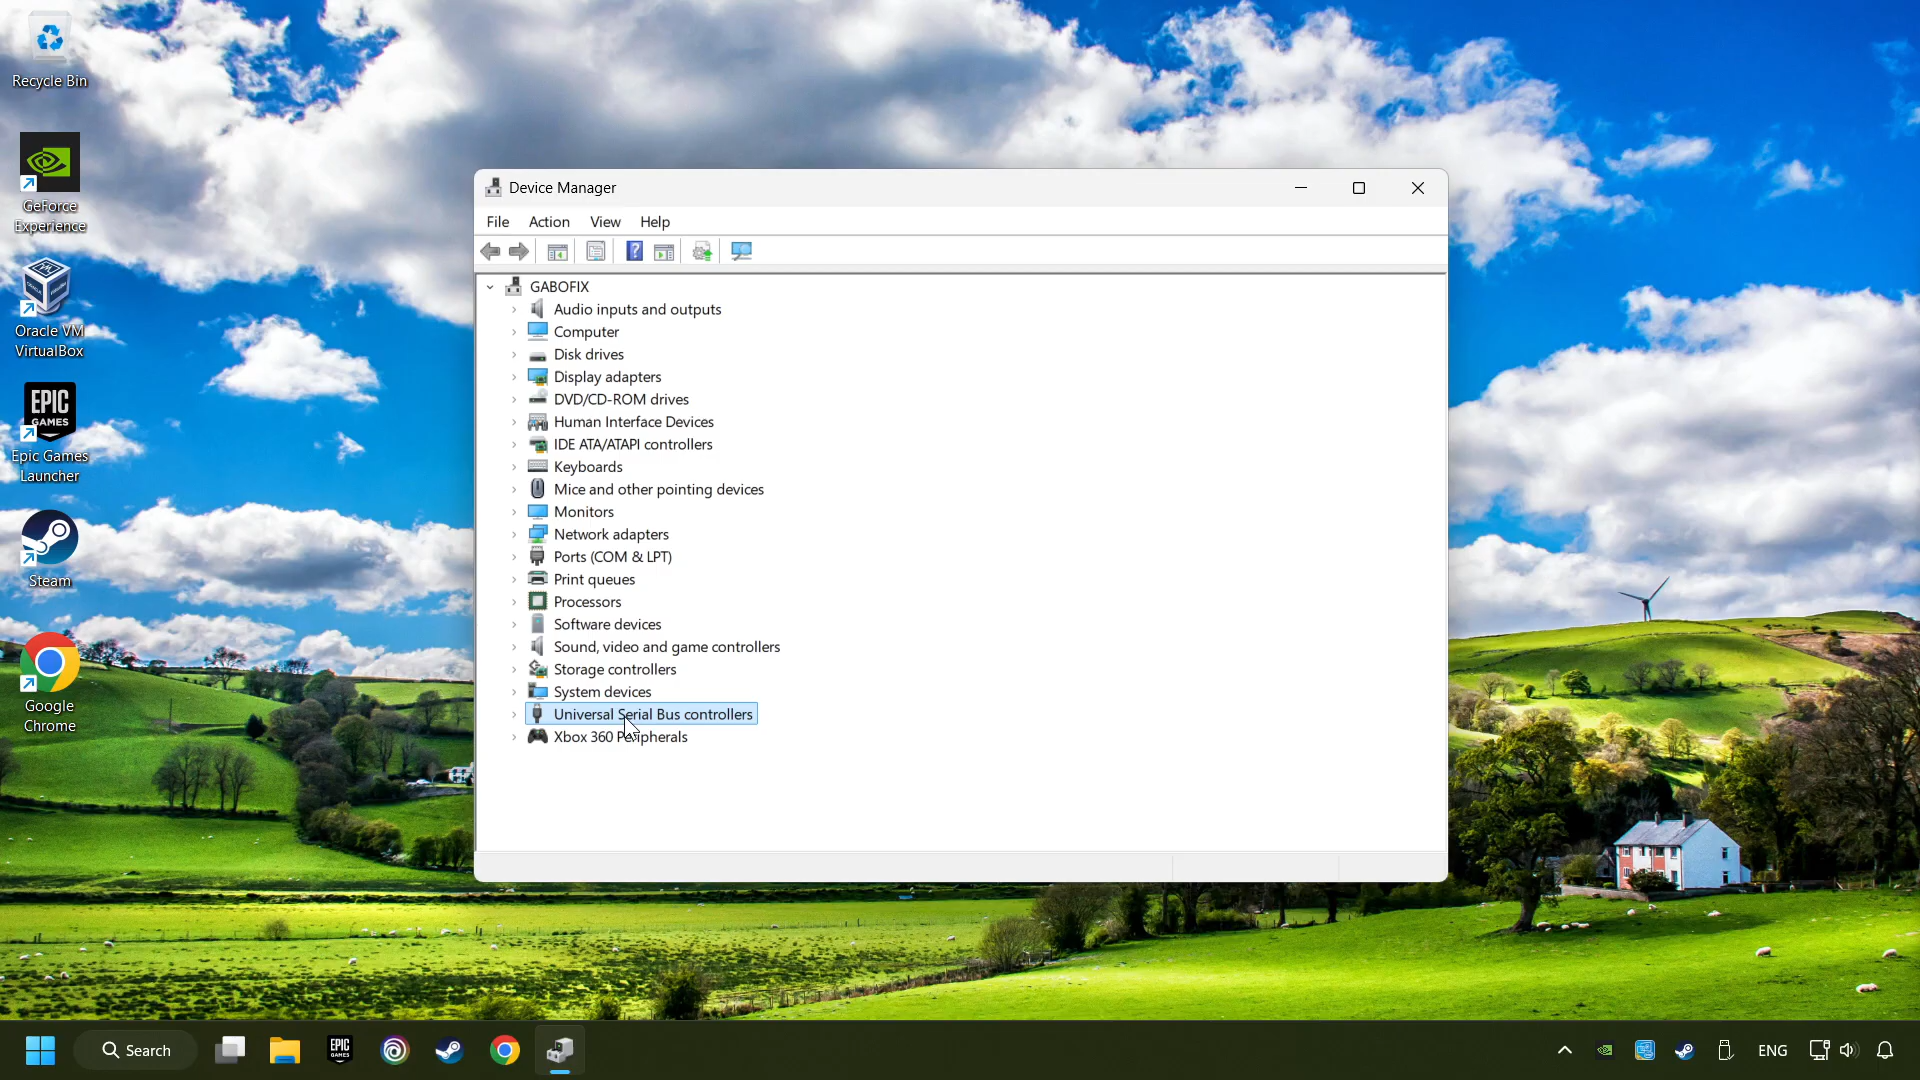 Recycle Bin
GeForce
Experience
Oracle VM
VirtualBox
EPIC
GAMES
Epic Games
Launcher
Steam
Google
Chrome
Device Manager
File Action View Help
GABOFIX
Audio inputs and outputs
Computer
Disk drives
Display adapters
DVD/CD-ROM drives
Human Interface Devices
IDE ATA/ATAPI controllers
Keyboards
Mice and other pointing devices
Monitors
Network adapters
Ports (COM & LPT)
Print queues
Processors
Software devices
Sound, video and game controllers
Storage controllers
System devices
Universal Serial Bus controllers
Xbox 360 Peripherals
Search
EPIC
GAMES
ENG